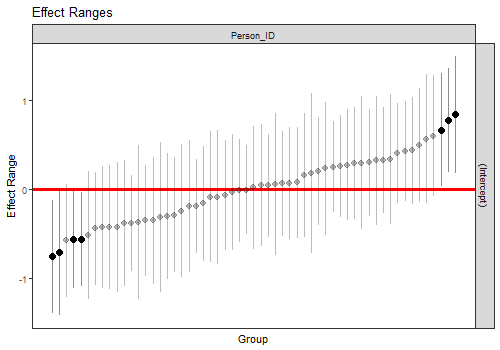 Effect Ranges
Person_ID
Effect Range
1
0
-1
(Intercept)
Group